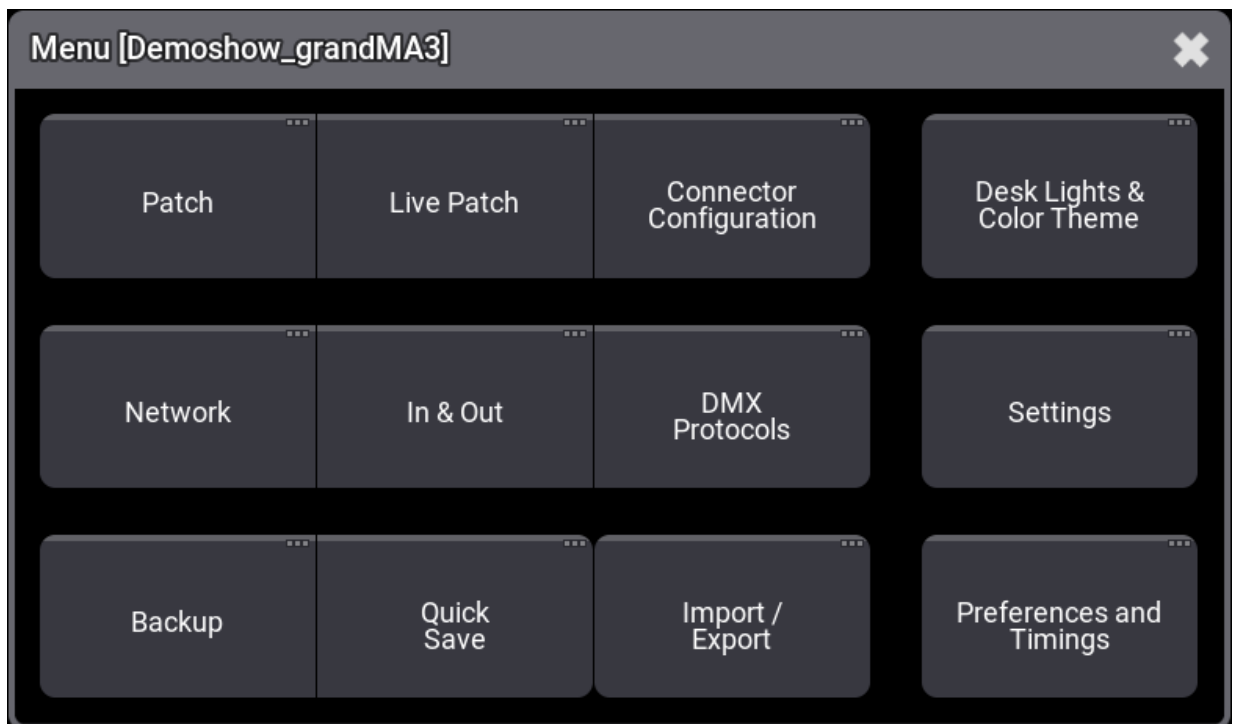 Menu [Demoshow_grandMA3]
Patch
Live Patch
Connector
Configuration
Desk Lights &
Color Theme
Network
In & Out
DMX
Protocols
Settings
Backup
Quick
Save
Import /
Export
Preferences and
Timings